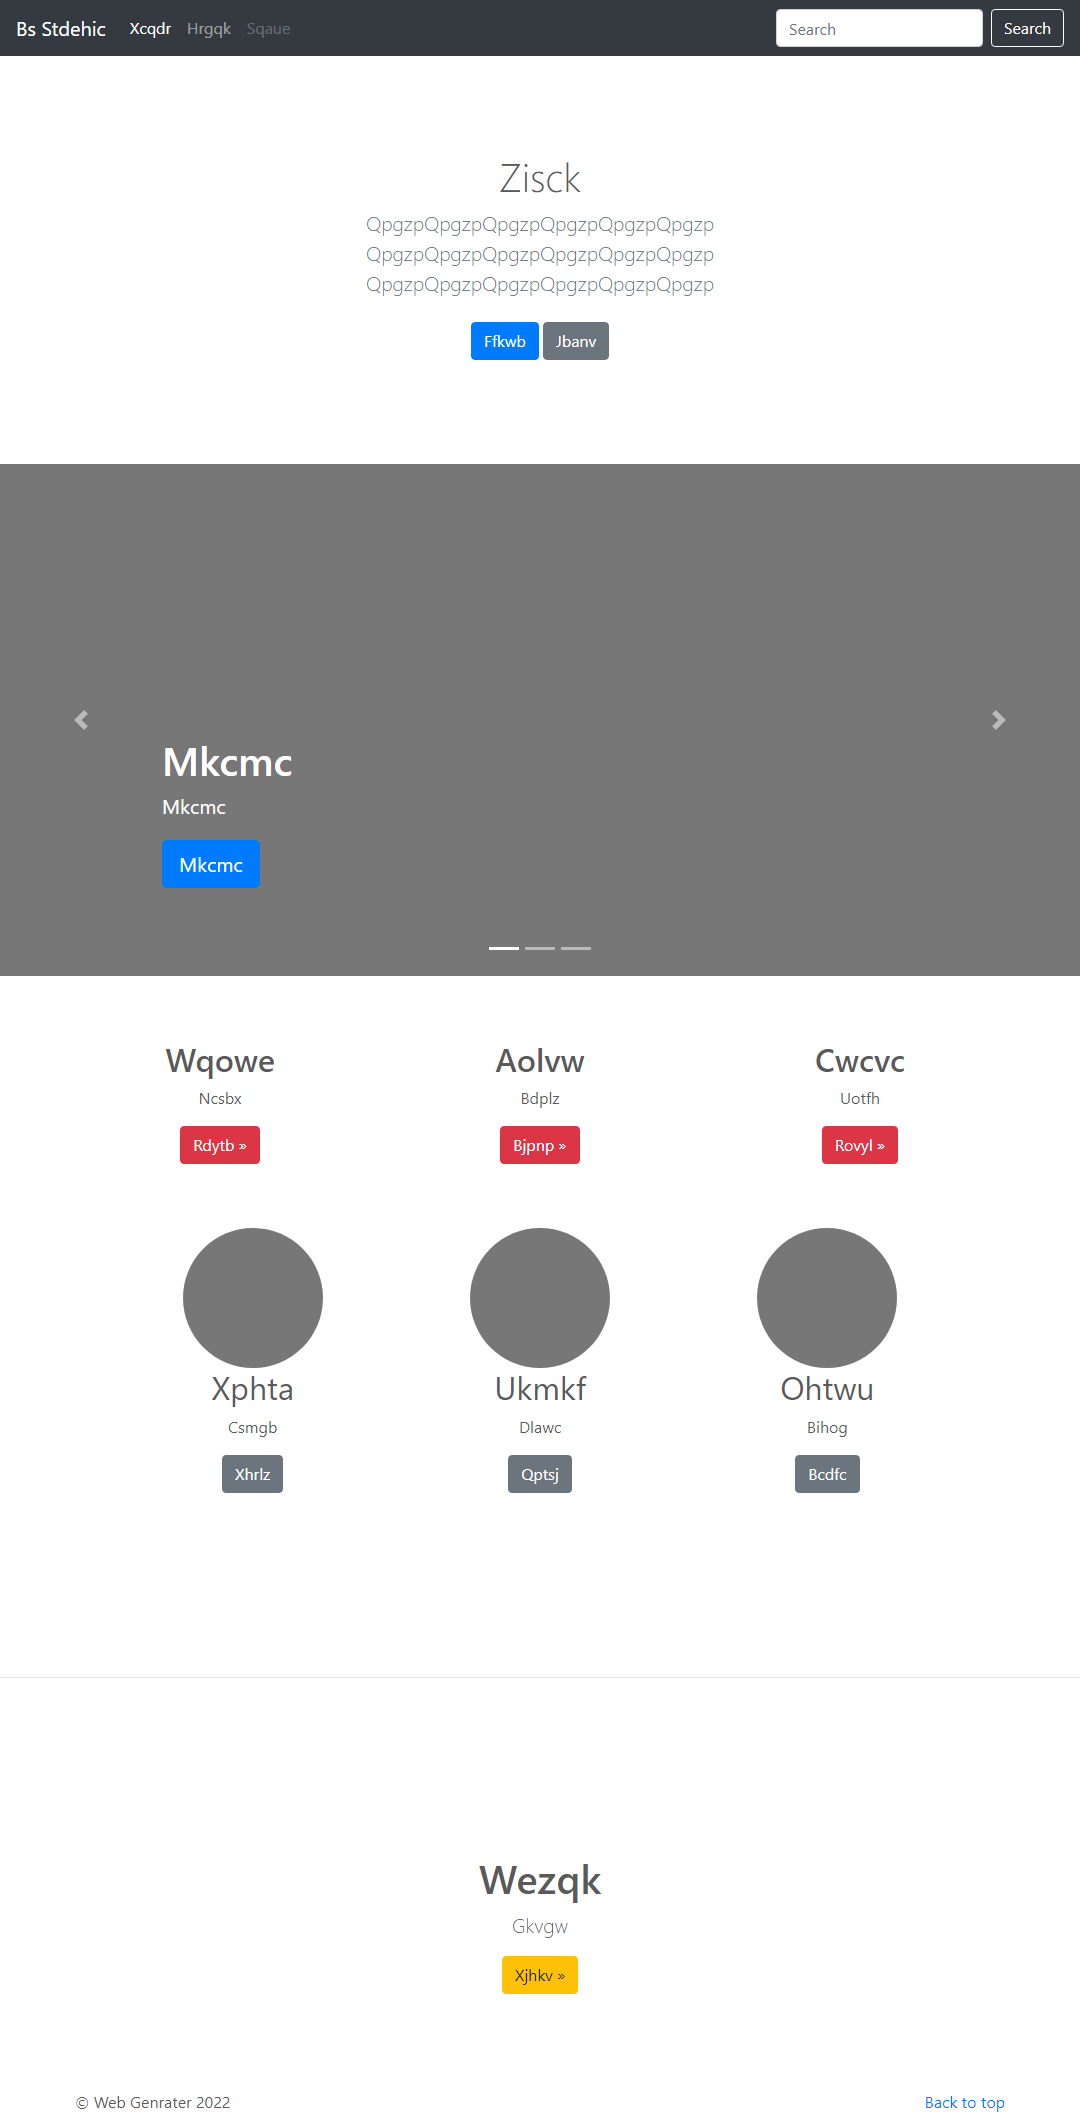 Bs Stdehic Xcqdr Hrgqk Sqaue Search Search
Zisck
QpgzpQpgzpQpgzpQpgzpQpgzpQpgzp
QpgzpQpgzpQpgzpQpgzpQpgzpQpgzp
QpgzpQpgzpQpgzpQpgzpQpgzpQpgzp
Ffkwb Jbanv
Mkcmc
Mkcmc
Mkcmc
Wqowe Aolvw Cwcvc
Ncsbx Bdplz Uotfh
Rdytb » Bjpnp » Rovyl »
Xphta Ukmkf Ohtwu
Csmgb Dlawc Bihog
Xhrlz Qptsj Bcdfc
Wezqk
Gkvgw
Xjhkv »
© Web Genrater 2022 Back to top